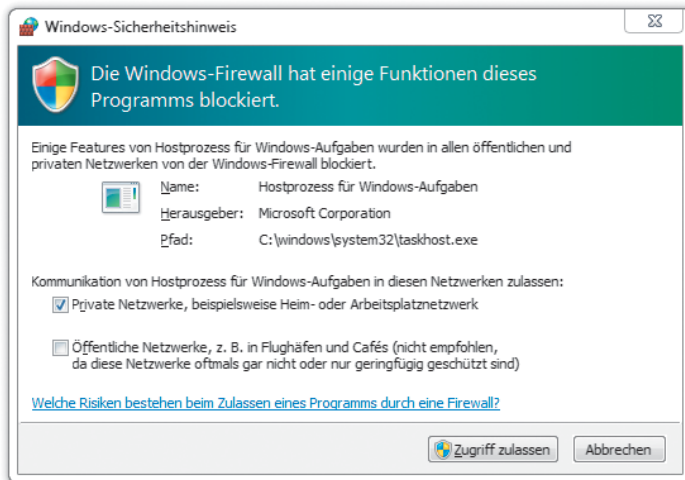 Windows-Sicherheitshinweis
Die Windows-Firewall hat einige Funktionen dieses
Programms blockiert.
Einige Features von Hostprozess für Windows-Aufgaben wurden in allen öffentlichen und
privaten Netzwerken von der Windows-Firewall blockiert.
Name: Hostprozess für Windows-Aufgaben
Herausgeber: Microsoft Corporation
Pfad: C:\windows\system32\taskhost.exe
Kommunikation von Hostprozess für Windows-Aufgaben in diesen Netzwerken zulassen:
Private Netzwerke, beispielsweise Heim- oder Arbeitsplatznetzwerk
Öffentliche Netzwerke, z. B. in Flughäfen und Cafés (nicht empfohlen,
da diese Netzwerke oftmals gar nicht oder nur geringfügig geschützt sind)
Welche Risiken bestehen beim Zulassen eines Programms durch eine Firewall?
Zugriff zulassen Abbrechen